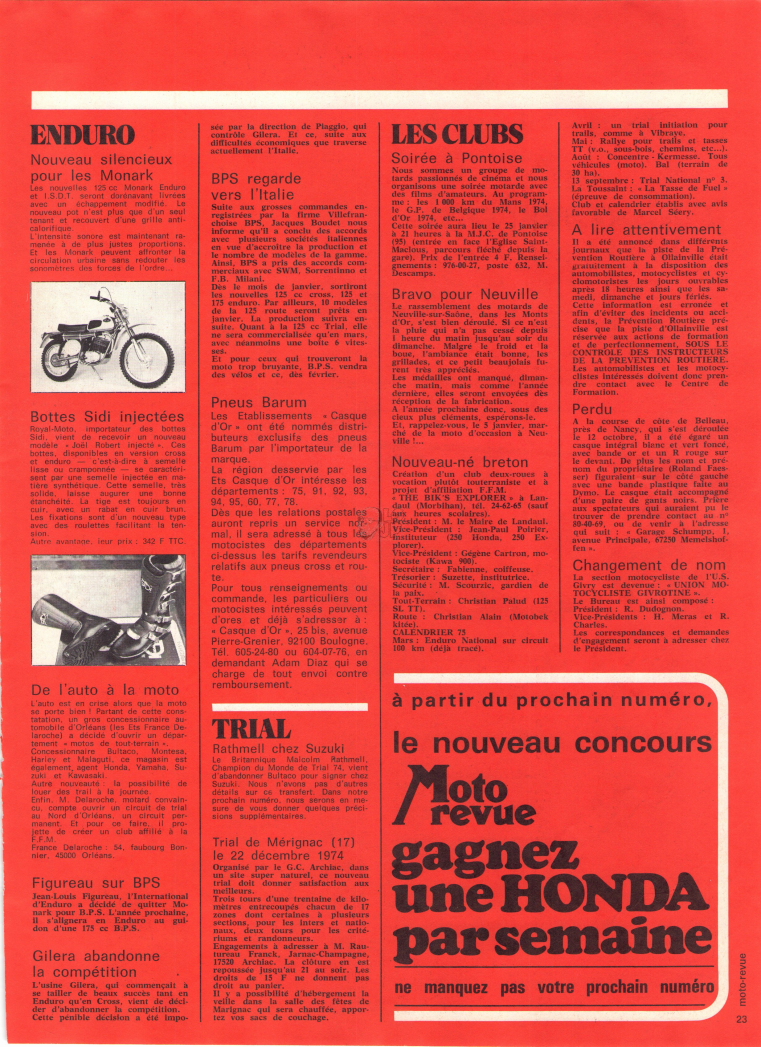 ENDURO
Nouveau silencieux
pour les Monark
Les nouvelles 125 cc Monark Enduro
et I.S.D.T. seront dorénavant livrées
avec un échappement modifié. Le
nouveau pot n'est plus que d'un seul
tenant et recouvert d'une grille anti-
calorifique.
L'intensité sonore est maintenant ra-
menée à de plus justes proportions.
Et les Monark peuvent affronter la
circulation urbaine sans redouter les
sonomètres des forces de l'ordre...
Bottes Sidi injectées
Royal-Moto, importateur des bottes
Sidi, vient de recevoir un nouveau
modèle « Joël Robert injecté ». Ces
bottes, disponibles en version cross
et enduro — c'est-à-dire à semelle
lisse ou cramponnée — se caractéri-
sent par une semelle injectée en ma-
tière synthétique. Cette semelle, très
solide, laisse augurer une bonne
étanchéité. La tige est toujours en
cuir, avec un rabat en cuir brun.
Les fixations sont d'un nouveau type
avec des roulettes facilitant la ten-
sion.
Autre avantage, leur prix : 342 F TTC.
De l'auto à la moto
L'auto est en crise alors que la moto
se porte bien ! Partant de cette cons-
tatation, un gros concessionnaire au-
tomobile d'Orléans (les Ets France De-
laroche) a décidé d'ouvrir un dépar-
tement « motos de tout-terrain ».
Concessionnaire Bultaco, Montesa,
Harley et Malaguti, ce magasin est
également agent Honda, Yamaha, Su-
zuki et Kawasaki.
Autre nouveauté : la possibilité de
louer des trail à la journée.
Enfin, M. Delaroche, motard convain-
cu, compte ouvrir un circuit de trial
au Nord d'Orléans, un circuit per-
manent. Et pour ce faire, il pro-
jette de créer un club affilié à la
F.F.M.
France Delaroche : 54, faubourg Bon-
nier, 45000 Orléans.
Figureau sur BPS
Jean-Louis Figureau, l'International
d'Enduro a décidé de quitter Mo-
nark pour B.P.S. L'année prochaine,
il s'alignera en Enduro au gui-
don d'une 175 cc B.P.S.
Gilera abandonne
la compétition
L'usine Gilera, qui commençait à
se tailler de beaux succès tant en
Enduro qu'en Cross, vient de déci-
der d'abandonner la compétition.
Cette pénible décision a été impo-
sée par la direction de Piaggio, qui
contrôle Gilera. Et ce, suite aux
difficultés économiques que traverse
actuellement l'Italie.
BPS regarde
vers l'Italie
Suite aux grosses commandes en-
registrées par la firme Villefran-
choise BPS, Jacques Boudet nous
informe qu'il a conclu des accords
avec plusieurs sociétés italiennes
en vue d'accroître la production et
le nombre de modèles de la gamme.
Ainsi, BPS a pris des accords com-
merciaux avec SWM, Sorrentinno et
F.B. Milani.
Dès le mois de janvier, sortiront
les nouvelles 125 cc cross, 125 et
175 enduro. Par ailleurs, 10 modèles
de la 125 route seront prêts en
janvier. La production suivra en-
suite. Quant à la 125 cc Trial, elle
ne sera commercialisée qu'en mars,
avec néanmoins une boîte 6 vites-
ses.
Et pour ceux qui trouveront la
moto trop bruyante, B.P.S. vendra
des vélos et ce, dès février.
Pneus Barum
Les Etablissements « Casque
d'Or » ont été nommés distri-
buteurs exclusifs des pneus
Barum par l'importateur de la
marque.
La région desservie par les
Ets Casque d'Or intéresse les
départements : 75, 91, 92, 93,
94, 95, 60, 77, 78.
Dès que les relations postales
auront repris un service nor-
mal, il sera adressé à tous les
motocistes des départements
ci-dessus les tarifs revendeurs
relatifs aux pneus cross et rou-
te.
Pour tous renseignements ou
commande, les particuliers ou
motocistes intéressés peuvent
d'ores et déjà s'adresser à :
« Casque d'Or », 25 bis, avenue
Pierre-Grenier, 92100 Boulogne.
Tél. 605-24-80 ou 604-07-76, en
demandant Adam Diaz qui se
charge de tout envoi contre
remboursement.
TRIAL
Rathmell chez Suzuki
Le Britannique Malcolm Rathmell,
Champion du Monde de Trial 74, vient
d'abandonner Bultaco pour signer chez
Suzuki. Nous n'avons pas d'autres
détails sur ce transfert. Dans notre
prochain numéro, nous serons en me-
sure de vous donner quelques préci-
sions supplémentaires.
Trial de Mérignac (17)
le 22 décembre 1974
Organisé par le G.C. Archiac, dans
un site super naturel, ce nouveau
trial doit donner satisfaction aux
meilleurs.
Trois tours d'une trentaine de kilo-
mètres entrecoupés chacun de 17
zones dont certaines à plusieurs
sections, pour les inters et natio-
naux, deux tours pour les crité-
riums et randonneurs.
Engagements à adresser à M. Rau-
tureau Franck, Jarnac-Champagne,
17520 Archiac. La clôture en est
repoussée jusqu'au 21 au soir. Les
droits de 15 F ne donnent pas
droit au panier.
Il y a possibilité d'hébergement la
veille dans la salle des fêtes de
Marignac qui sera chauffée, appor-
tez vos sacs de couchage.
LES CLUBS
Soirée à Pontoise
Nous sommes un groupe de mo-
tards passionnés de cinéma et nous
organisons une soirée motarde avec
des films d'amateurs. Au program-
me : les 1 000 km du Mans 1974,
le G.P. de Belgique 1974, le Bol
d'Or 1974, etc...
Cette soirée aura lieu le 25 janvier
à 21 heures à la M.J.C. de Pontoise
(95) (entrée en face l'Eglise Saint-
Maclous, parcours fléché depuis la
gare). Prix de l'entrée 4 F. Rensei-
gnements : 976-00-27, poste 632, M.
Descamps.
Bravo pour Neuville
Le rassemblement des motards de
Neuville-sur-Saône, dans les Monts
d'Or, s'est bien déroulé. Si ce n'est
la pluie qui n'a pas cessé depuis
1 heure du matin jusqu'au soir du
dimanche. Malgré le froid et la
boue, l'ambiance était bonne, les
grillades, et ce petit beaujolais fu-
rent très appréciés.
Les médailles ont manqué, diman-
che matin, mais comme l'année
dernière, elles seront envoyées dès
réception de la fabrication.
A l'année prochaine donc, sous des
cieux plus cléments, espérons-le.
Et, rappelez-vous, le 5 janvier, mar-
ché de la moto d'occasion à Neu-
ville !...
Nouveau-né breton
Création d'un club deux-roues à
vocation plutôt touterraniste et à
projet d'affiliation F.F.M.
« THE BIK'S EXPLORER » à Lan-
daul (Morbihan), tél. 24-62-65 (sauf
aux heures scolaires).
Président : M. le Maire de Landaul.
Vice-Président : Jean-Paul Poirier,
instituteur (250 Honda, 250 Ex-
plorer).
Vice-Président : Gégène Cartron, mo-
tociste (Kawa 900).
Secrétaire : Fabienne, coiffeuse.
Trésorier : Suzette, institutrice.
Sécurité : M. Scourzic, gardien de
la paix.
Tout-Terrain : Christian Palud (125
SL TT).
Route : Christian Alain (Motobek
kitée).
CALENDRIER 75
Mars : Enduro National sur circuit
100 km (déjà tracé).
Avril : un trial initiation pour
trails, comme à Vibraye.
Mai : Rallye pour trails et tasses
TT (v.o., sous-bois, chemins, etc...).
Août : Concentre - Kermesse. Tous
véhicules (moto). Bal (terrain de
30 ha).
13 septembre : Trial National n° 3.
La Toussaint : « La Tasse de Fuel »
(épreuve de consommation).
Club et calendrier établis avec avis
favorable de Marcel Séery.
A lire attentivement
Il a été annoncé dans différents
journaux que la piste de la Pré-
vention Routière à Ollainville était
gratuitement à la disposition des
automobilistes, motocyclistes et cy-
clomotoristes les jours ouvrables
après 18 heures ainsi que les sa-
medi, dimanche et jours fériés.
Cette information est erronée et
afin d'éviter des incidents ou acci-
dents, la Prévention Routière pré-
cise que la piste d'Ollainville est
réservée aux actions de formation
et de perfectionnement, SOUS LE
CONTROLE DES INSTRUCTEURS
DE LA PREVENTION ROUTIERE.
Les automobilistes et les motocy-
clistes intéressés doivent donc pren-
dre contact avec le Centre de
Formation.
Perdu
A la course de côte de Belleau,
près de Nancy, qui s'est déroulée
le 12 octobre, il a été égaré un
casque intégral blanc et vert foncé,
avec bande or et un R rouge sur
le devant. De plus les nom et pré-
nom du propriétaire (Roland Faes-
ser) figuraient sur le côté gauche
avec une bande plastique faite au
Dymo. Le casque était accompagné
d'une paire de gants noirs. Prière
aux spectateurs qui auraient pu le
trouver de prendre contact au n°
80-40-69, ou de venir à l'adresse
qui suit : « Garage Schumpo, 1,
avenue Principale, 67250 Memelshof-
fen ».
Changement de nom
La section motocycliste de l'U.S.
Givry est devenue : « UNION MO-
TOCYCLISTE GIVROTINE ».
Le Bureau est ainsi composé :
Président : R. Dudognon.
Vice-Présidents : H. Meras et R.
Charles.
Les correspondances et demandes
d'engagement seront à adresser chez
le Président.
à partir du prochain numéro,
le nouveau concours
Moto
revue
gagnez
une HONDA
par semaine
ne manquez pas votre prochain numéro
moto-revue
23